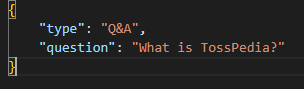 {
"type": "Q&A",
"question": "What is TossPedia?"
}